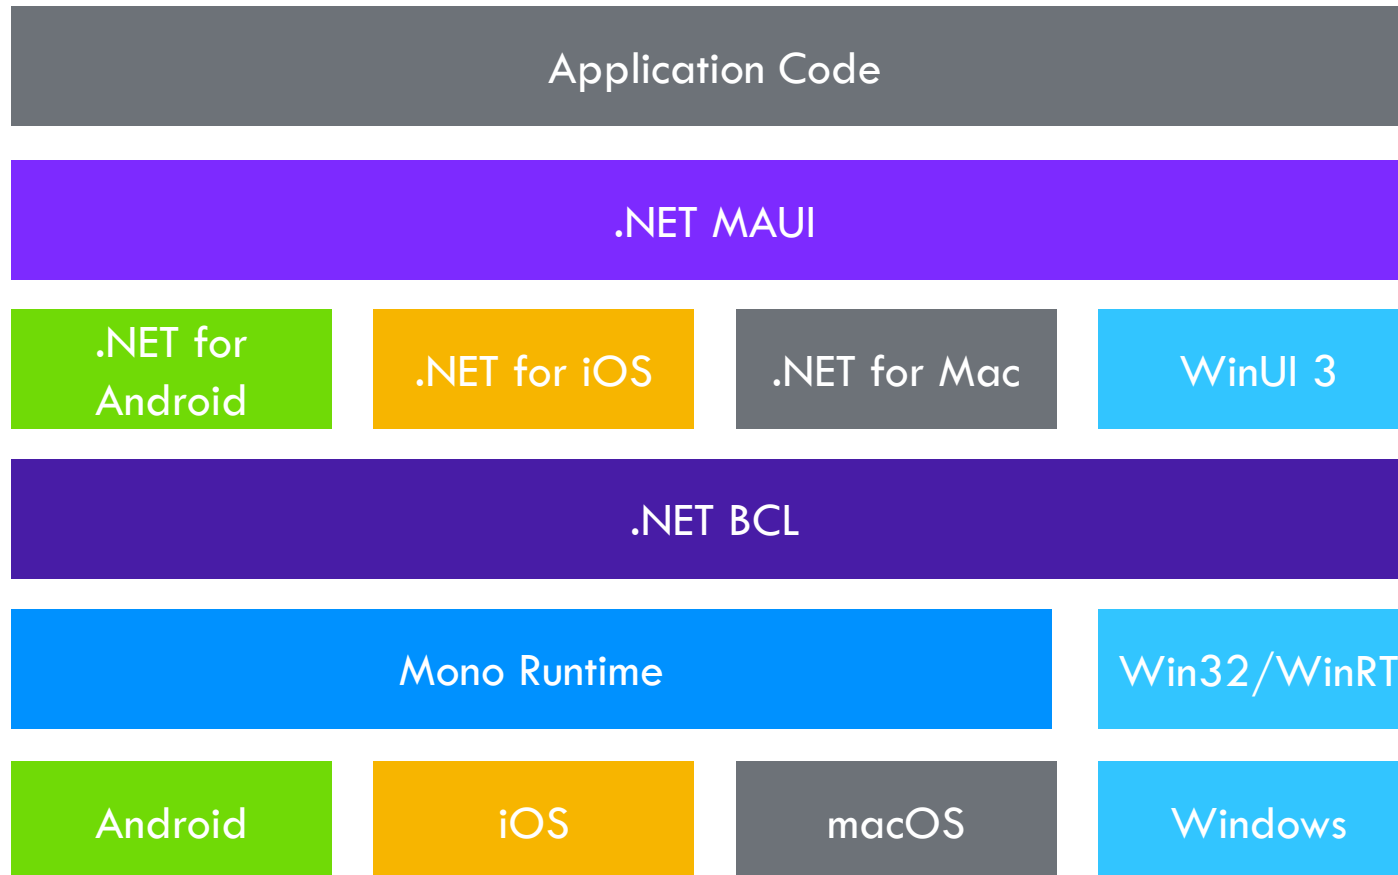 Application Code
.NET MAUI
.NET for
Android
.NET for iOS
.NET for Mac
WinUI 3
.NET BCL
Mono Runtime
Win32/WinRT
Android
iOS
macOS
Windows